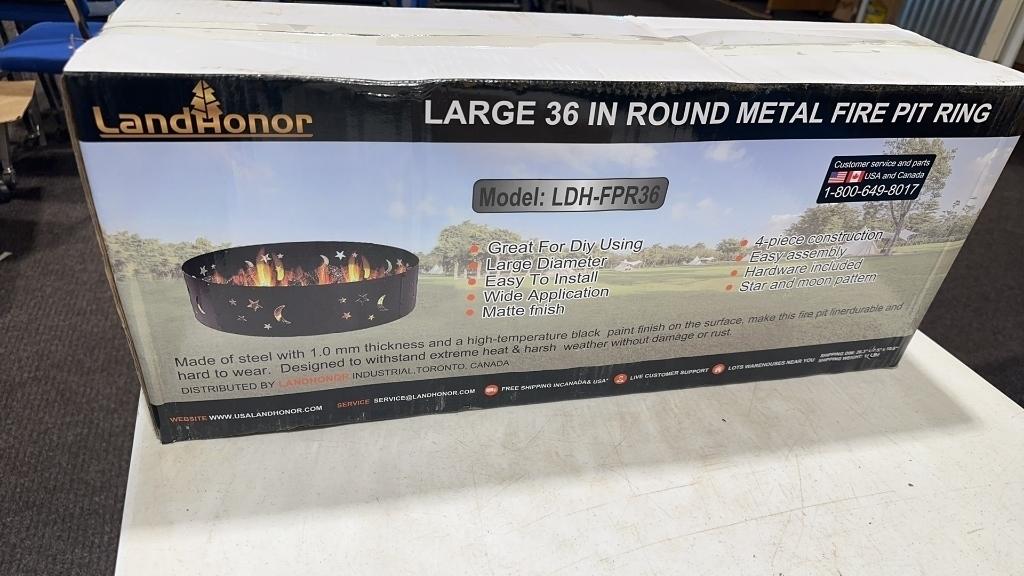 LandHonor
LARGE 36 IN ROUND METAL FIRE PIT RING
Customer service and parts
USA and Canada
1-800-649-8017
Model: LDH-FPR36
Great For Diy Using
Large Diameter
Easy To Install
Wide Application
Matte fnish
4-piece construction
Easy assembly
Hardware included
Star and moon pattern
Made of steel with 1.0 mm thickness and a high-temperature black paint finish on the surface, make this fire pit linerdurable and
hard to wear. Designed to withstand extreme heat & harsh weather without damage or rust.
DISTRIBUTED BY LANDHONOR INDUSTRIAL,TORONTO, CANADA
SHIPPING DIM:
SHIPPING WEIGHT:
WEBSITE WWW.USALANDHONOR.COM SERVICE SERVICE@LANDHONOR.COM FREE SHIPPING INCANADA& USA* LIVE CUSTOMER SUPPORT LOTS WAREHOUSES NEAR YOU